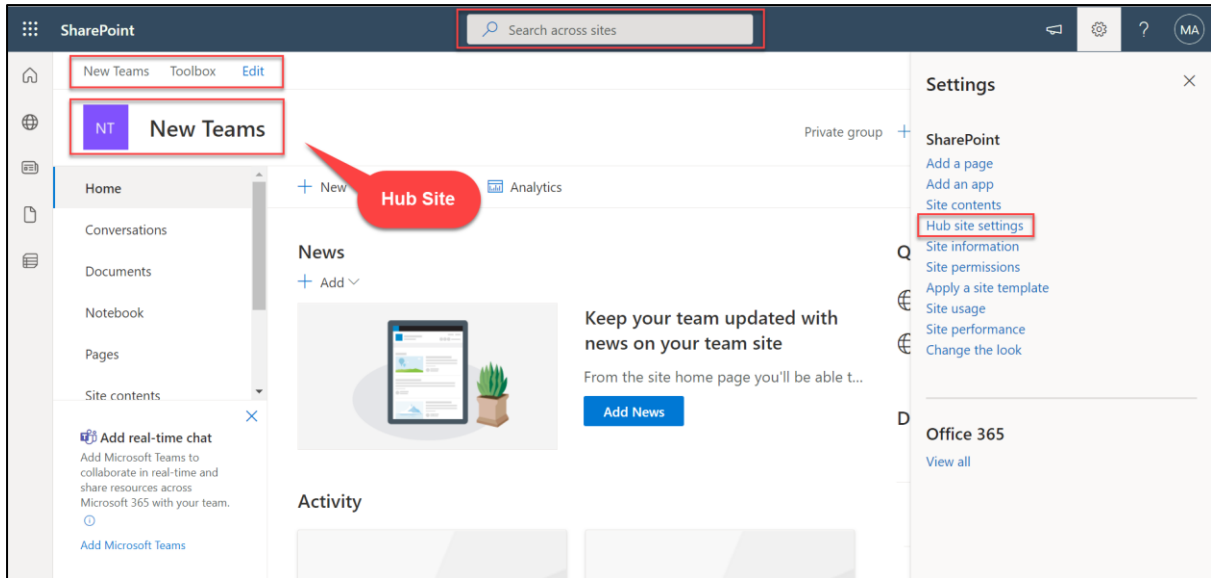 SharePoint
Search across sites
?
MA
New Teams Toolbox Edit
NT New Teams
Private group
Hub Site
Home
Conversations
Documents
Notebook
Pages
Site contents
+ New
Analytics
News
+ Add
Keep your team updated with
news on your team site
From the site home page you'll be able t...
Add News
Activity
Q
D
Add real-time chat
Add Microsoft Teams to
collaborate in real-time and
share resources across
Microsoft 365 with your team.
Add Microsoft Teams
Settings
SharePoint
Add a page
Add an app
Site contents
Hub site settings
Site information
Site permissions
Apply a site template
Site usage
Site performance
Change the look
Office 365
View all